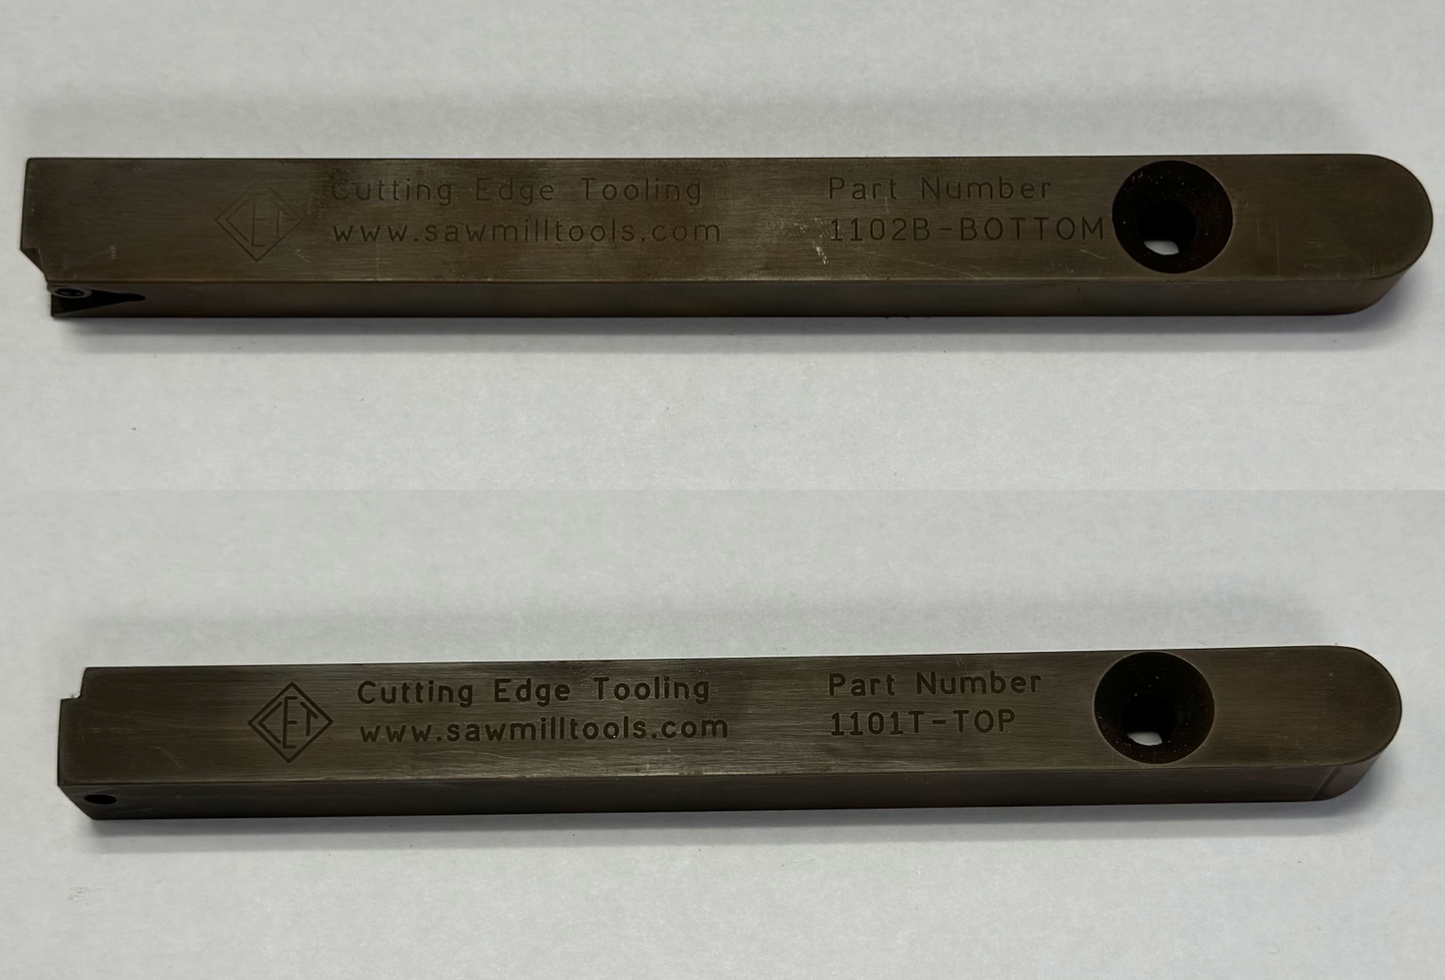 CET
Cutting Edge Tooling
www.sawmilltools.com
Part Number
1102B-BOTTOM
CET
Cutting Edge Tooling
www.sawmilltools.com
Part Number
1101T-TOP